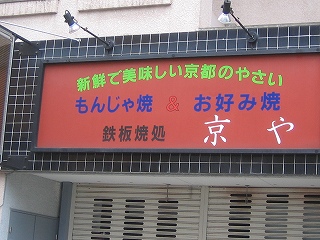 新鮮で美味しい京都のやさい
もんじゃ焼 & お好み焼
鉄板焼処 京や